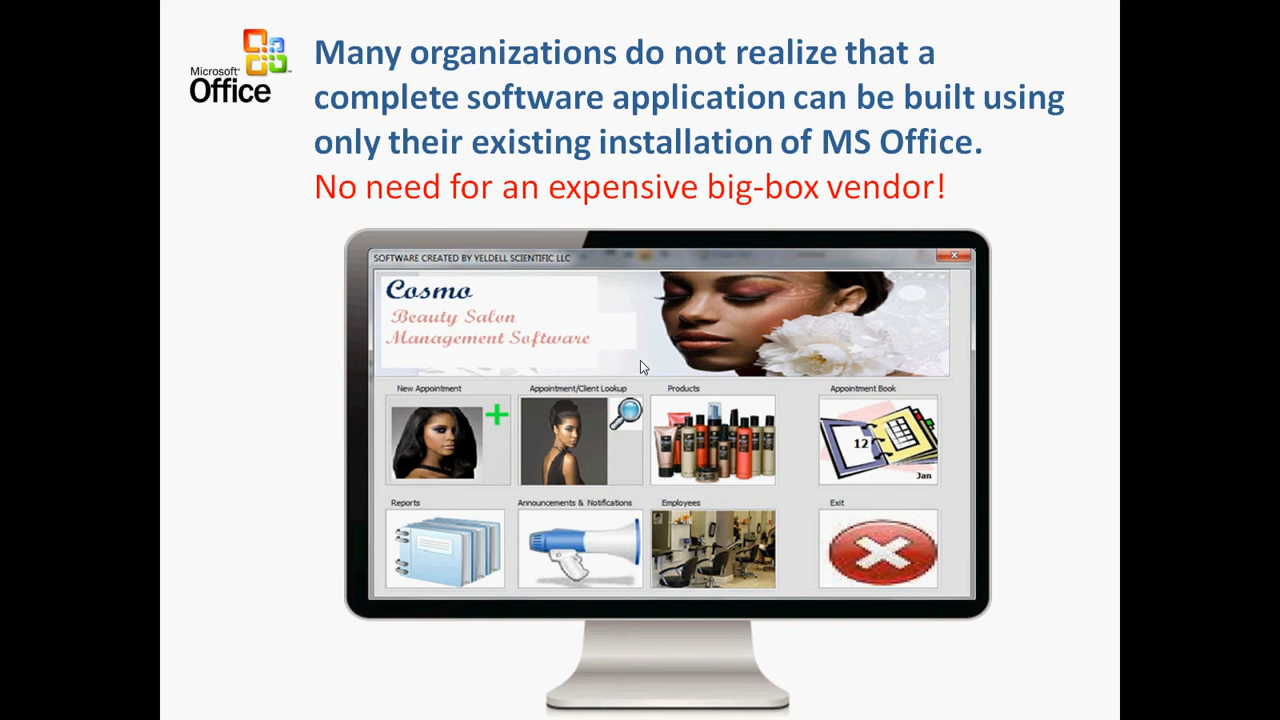 Microsoft
Office
Many organizations do not realize that a
complete software application can be built using
only their existing installation of MS Office.
No need for an expensive big-box vendor!
SOFTWARE CREATED BY YELDELL SCIENTIFIC LLC
Cosmo
Beauty Salon
Management Software
New Appointment
Appointment/Client Lookup
Products
Appointment Book
12
Jan
Reports
Announcements & Notifications
Employees
Exit